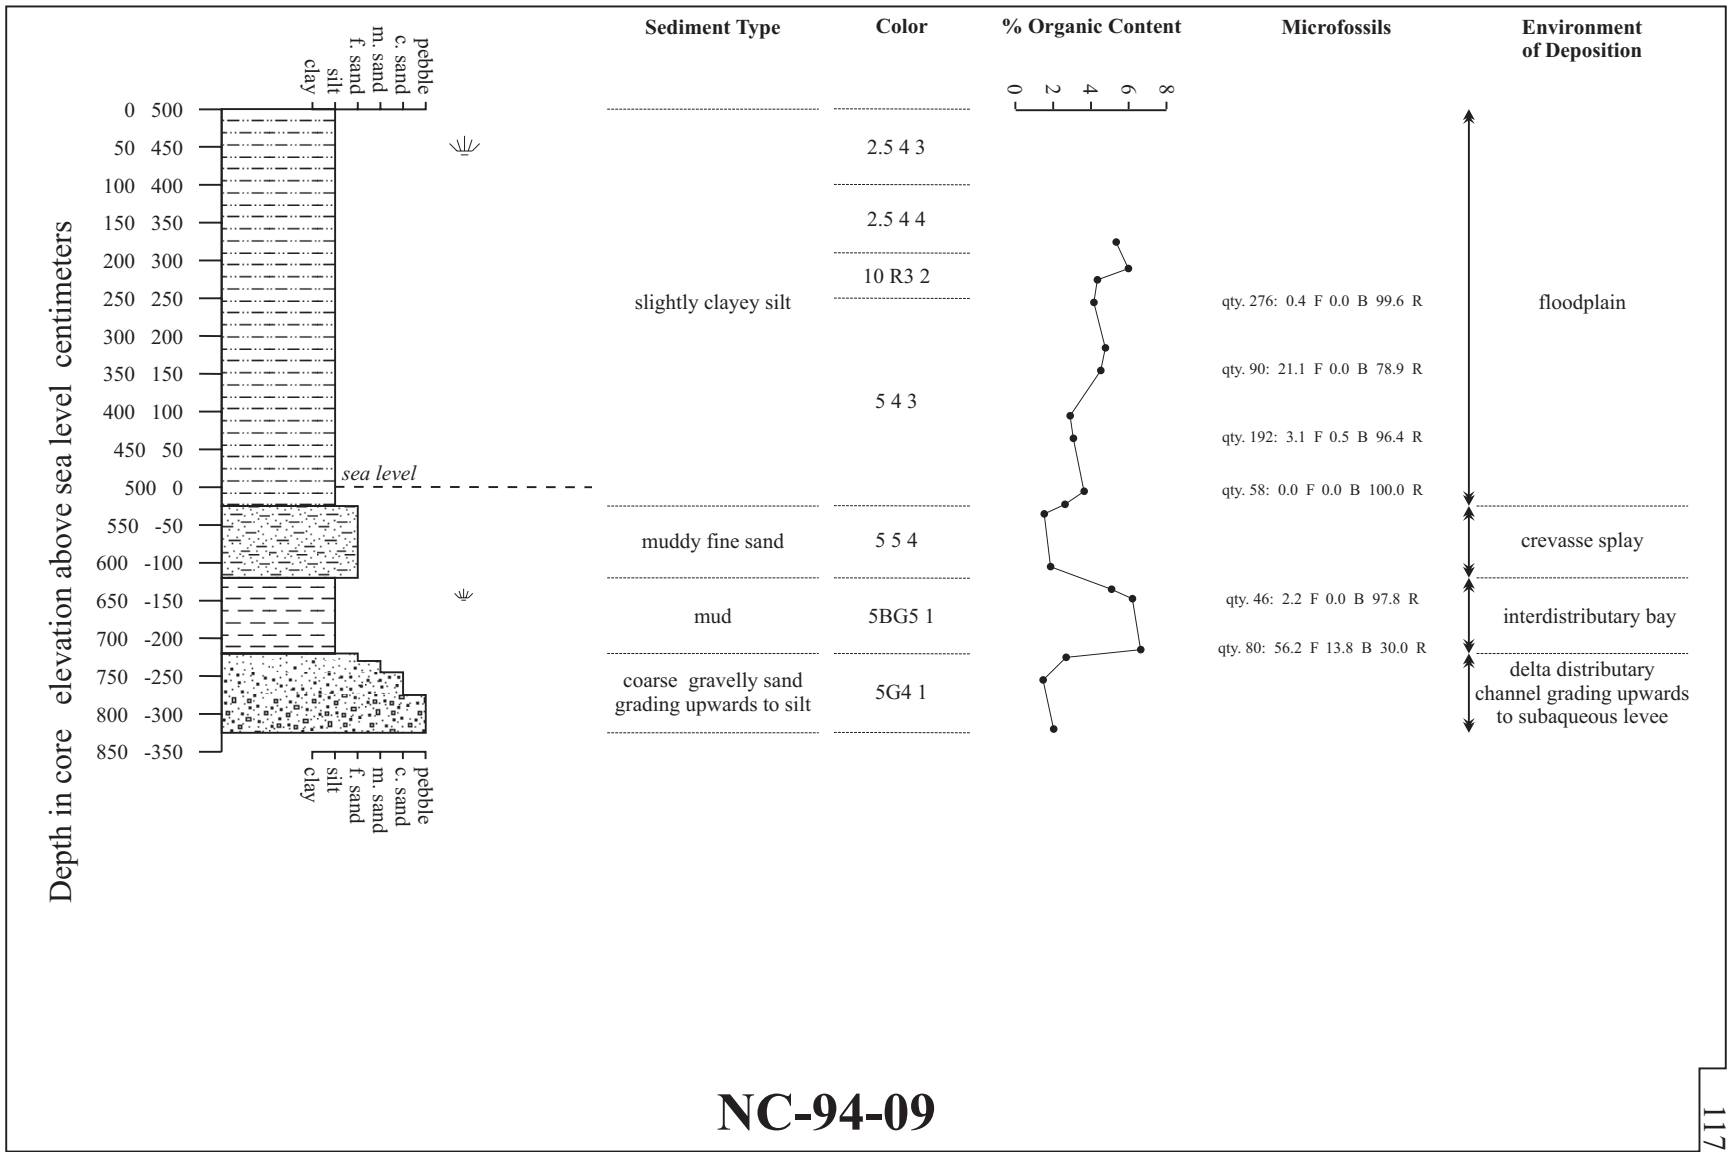 Sediment Type
Color
% Organic Content
Microfossils
Environment
of Deposition
clay
silt
f. sand
m. sand
c. sand
pebble
0 2 4 6 8
Depth in core elevation above sea level centimeters
0 500
50 450
100 400
150 350
200 300
250 250
300 200
350 150
400 100
450 50
500 0
550 -50
600 -100
650 -150
700 -200
750 -250
800 -300
850 -350
sea level
clay
silt
f. sand
m. sand
c. sand
pebble
slightly clayey silt
muddy fine sand
mud
coarse gravelly sand
grading upwards to silt
2.5 4 3
2.5 4 4
10 R3 2
5 4 3
5 5 4
5BG5 1
5G4 1
qty. 276: 0.4 F 0.0 B 99.6 R
qty. 90: 21.1 F 0.0 B 78.9 R
qty. 192: 3.1 F 0.5 B 96.4 R
qty. 58: 0.0 F 0.0 B 100.0 R
qty. 46: 2.2 F 0.0 B 97.8 R
qty. 80: 56.2 F 13.8 B 30.0 R
floodplain
crevasse splay
interdistributary bay
delta distributary
channel grading upwards
to subaqueous levee
NC-94-09
117